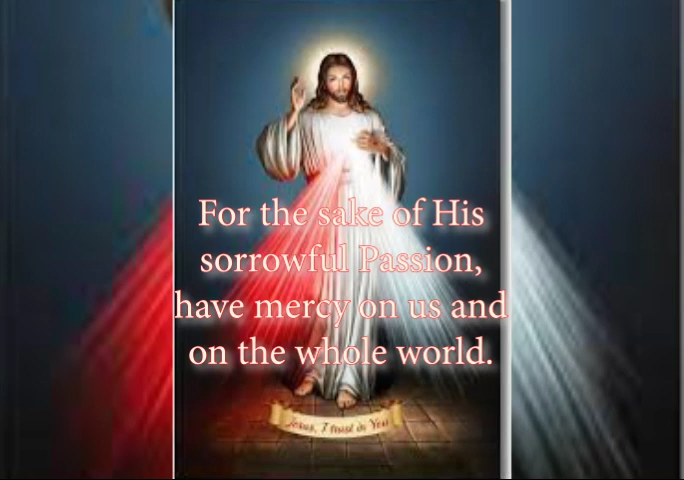 For the sake of His
sorrowful Passion,
have mercy on us and
on the whole world.
Jesus, I trust in You